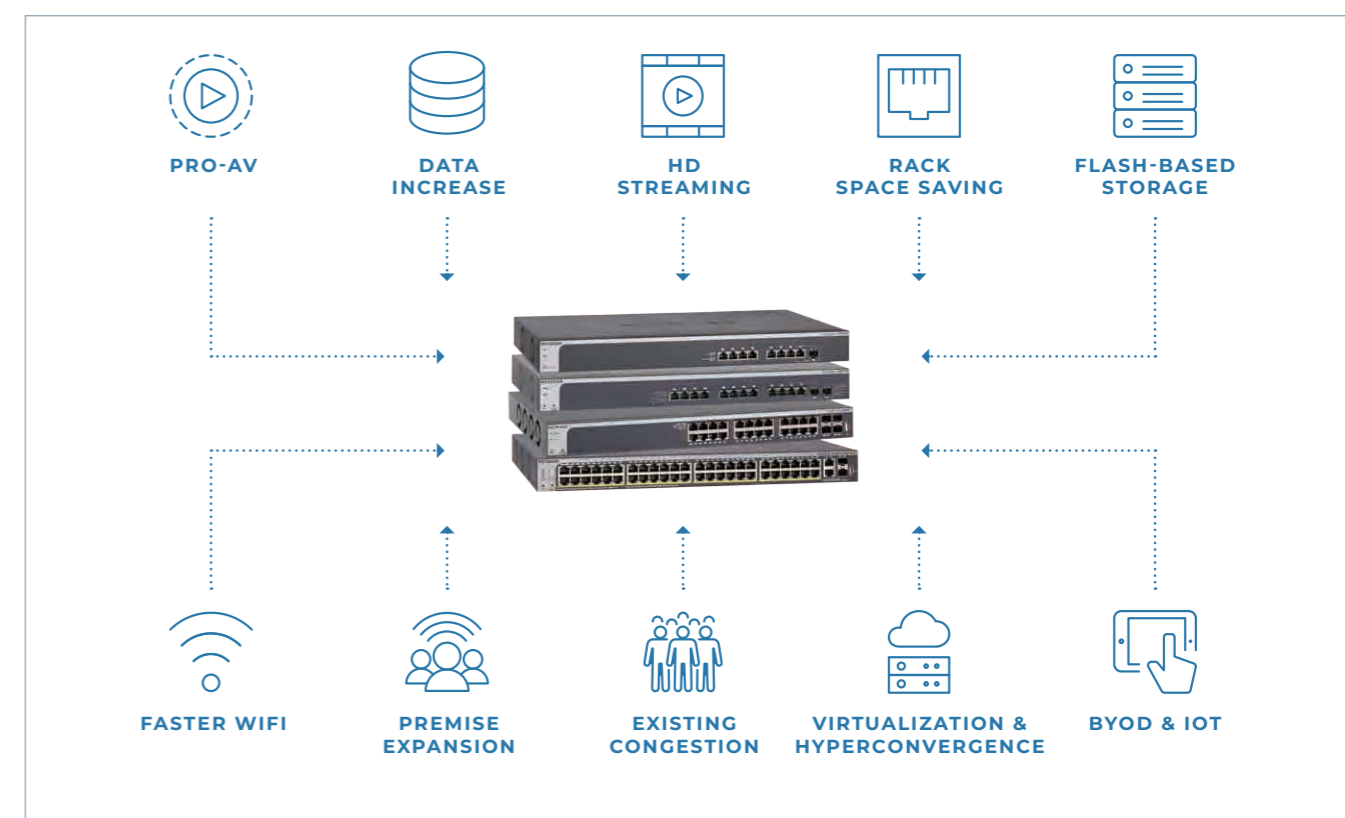 PRO-AV
DATA
INCREASE
HD
STREAMING
RACK
SPACE SAVING
FLASH-BASED
STORAGE
FASTER WIFI
PREMISE
EXPANSION
EXISTING
CONGESTION
VIRTUALIZATION &
HYPERCONVERGENCE
BYOD & IOT